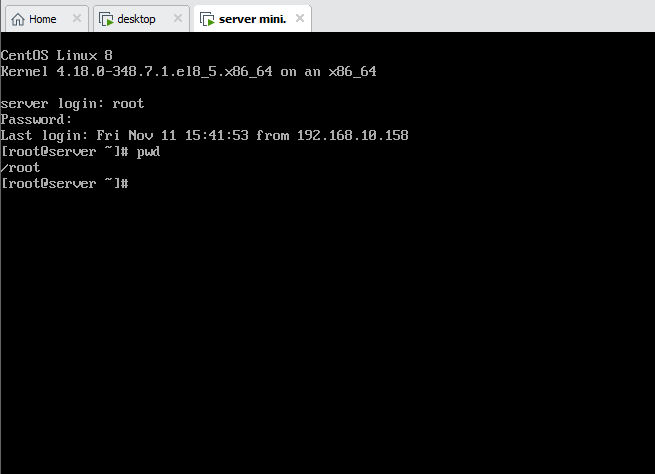 Home
desktop
server mini.
CentOS Linux 8
Kernel 4.18.0-348.7.1.el8_5.x86_64 on an x86_64
server login: root
Password:
Last login: Fri Nov 11 15:41:53 from 192.168.10.158
[root@server ~]# pwd
/root
[root@server ~]#